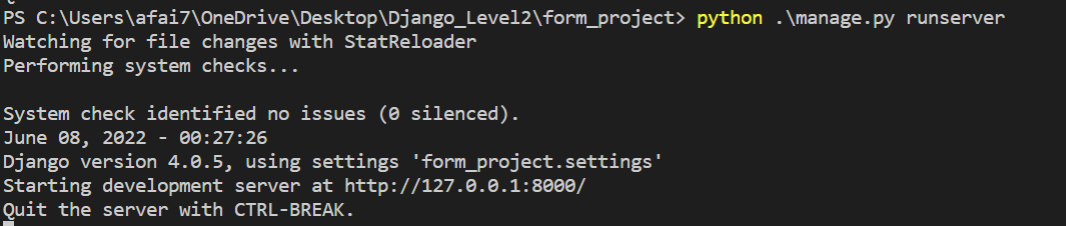 PS C:\Users\afai7\OneDrive\Desktop\Django_Level2\form_project> python .\manage.py runserver
Watching for file changes with StatReloader
Performing system checks...

System check identified no issues (0 silenced).
June 08, 2022 - 00:27:26
Django version 4.0.5, using settings 'form_project.settings'
Starting development server at http://127.0.0.1:8000/
Quit the server with CTRL-BREAK.